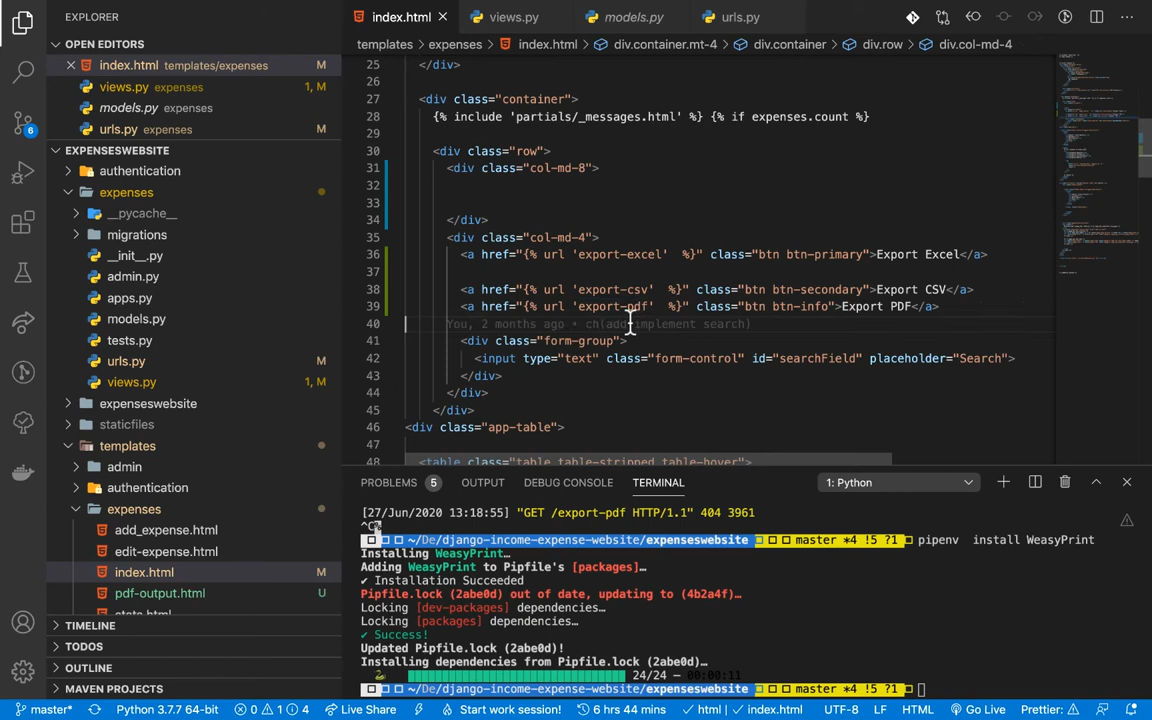 EXPLORER
OPEN EDITORS
index.html templates/expenses M
views.py expenses 1, M
models.py expenses
urls.py expenses M
EXPENSESWEBSITE
authentication
expenses
__pycache__
migrations
__init__.py
admin.py
apps.py
models.py
tests.py
urls.py M
views.py 1, M
expenseswebsite
staticfiles
templates
admin
authentication
expenses
add_expense.html
edit-expense.html
index.html M
pdf-output.html U
TIMELINE
TODOS
OUTLINE
MAVEN PROJECTS
6
index.html views.py models.py urls.py
templates expenses index.html div.container.mt-4 div.container div.row div.col-md-4
25 </div>
26
27 <div class="container">
28 {% include 'partials/_messages.html' %} {% if expenses.count %}
29
30 <div class="row">
31 <div class="col-md-8">
32
33
34 </div>
35 <div class="col-md-4">
36 <a href="{% url 'export-excel' %}" class="btn btn-primary">Export Excel</a>
37
38 <a href="{% url 'export-csv' %}" class="btn btn-secondary">Export CSV</a>
39 <a href="{% url 'export-pdf' %}" class="btn btn-info">Export PDF</a>
40 You, 2 months ago • ch(add implement search)
41 <div class="form-group">
42 <input type="text" class="form-control" id="searchField" placeholder="Search">
43 </div>
44 </div>
45 </div>
46 <div class="app-table">
47
48 <table class="table table-stripped table-hover">
PROBLEMS 5 OUTPUT DEBUG CONSOLE TERMINAL 1: Python
[27/Jun/2020 13:18:55] "GET /export-pdf HTTP/1.1" 404 3961
^C%
~/De/django-income-expense-website/expenseswebsite master *4 !5 ?1 pipenv install WeasyPrint
Installing WeasyPrint…
Adding WeasyPrint to Pipfile's [packages]…
✔ Installation Succeeded
Pipfile.lock (2abe0d) out of date, updating to (4b2a4f)…
Locking [dev-packages] dependencies…
Locking [packages] dependencies…
✔ Success!
Updated Pipfile.lock (2abe0d)!
Installing dependencies from Pipfile.lock (2abe0d)…
24/24 — 00:00:11
~/De/django-income-expense-website/expenseswebsite master *4 !5 ?1
master* Python 3.7.7 64-bit 0 1 4 Live Share Start work session! 6 hrs 44 mins html | index.html UTF-8 LF HTML Go Live Prettier: